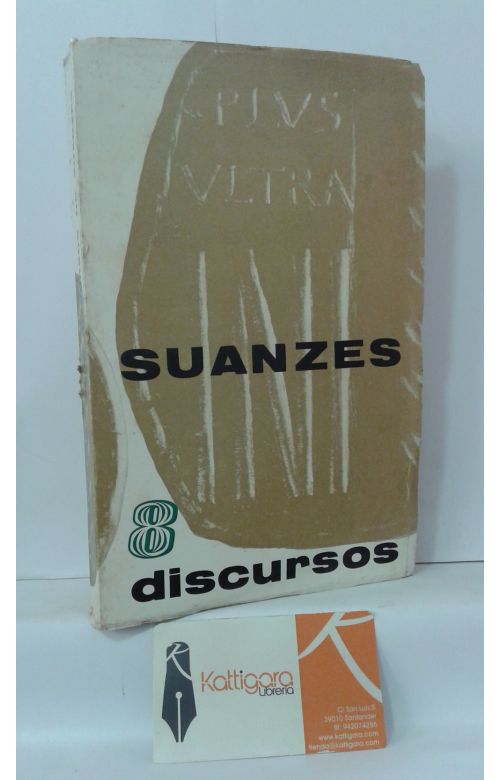 PLVS
VLTRA
INI
SUANZES
8
discursos
Kattigara
Librería
C/ San Luis 5
39010 Santander
tlf: 942074286
www.kattigara.com
tienda@kattigara.com